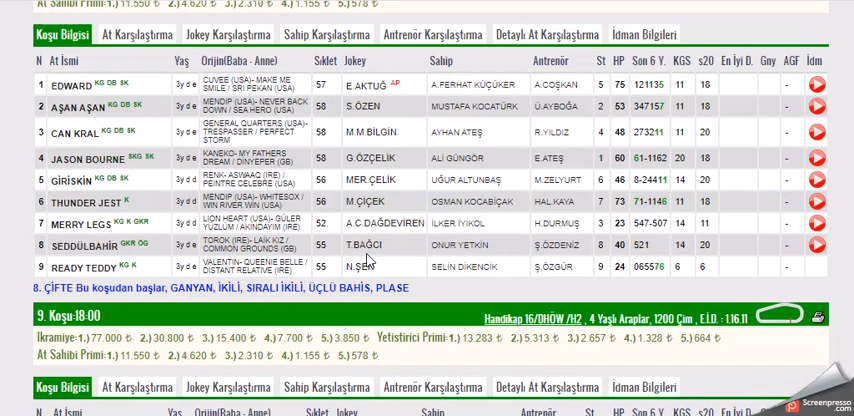 At Sahibi Primi: 1.) 11.550 ₺ 2.) 4.620 ₺ 3.) 2.310 ₺ 4.) 1.155 ₺ 5.) 578 ₺
Koşu Bilgisi At Karşılaştırma Jokey Karşılaştırma Sahip Karşılaştırma Antrenör Karşılaştırma Detaylı At Karşılaştırma İdman Bilgileri
N At İsmi Yaş Orijin(Baba - Anne) Sıklet Jokey Sahip Antrenör St HP Son 6 Y. KGS s20 En İyi D. Gny AGF İdm
1 EDWARD KG DB SK 3y d e CUVEE (USA)- MAKE ME SMILE / SRI PEKAN (USA) 57 E.AKTUĞ AP A.FERHAT KÜÇÜKER A.COŞKAN 5 75 121135 11 18 -
2 AŞAN AŞAN KG DB SK 3y d e MENDIP (USA)- NEVER BACK DOWN / SEA HERO (USA) 58 S.ÖZEN MUSTAFA KOCATÜRK Ü.AYBOĞA 2 53 347157 11 18 -
3 CAN KRAL KG DB SK 3y d e GENERAL QUARTERS (USA)- TRESPASSER / PERFECT STORM 58 M.M.BİLGİN AYHAN ATEŞ R.YILDIZ 4 48 273211 11 20 -
4 JASON BOURNE SKG SK 3y d e KANEKO- MY FATHERS DREAM / DINYEPER (GB) 58 G.ÖZÇELİK ALİ GÜNGÖR E.ATEŞ 1 60 61-1162 20 18 -
5 GİRİSKİN KG DB SK 3y d e RENK- ASWAAQ (IRE) / PEINTRE CELEBRE (USA) 56 MER.ÇELİK UĞUR ALTUNBAŞ M.ZELYURT 6 46 8-24411 14 20 -
6 THUNDER JEST K 3y d e MENDIP (USA)- WHITESOX / WIN RIVER WIN (USA) 56 M.ÇİÇEK OSMAN KOCABIÇAK HAL.KAYA 7 73 71-1146 11 18 -
7 MERRY LEGS KG K GKR 3y d d LION HEART (USA)- GÜLER YÜZLUM / AKINDAYIM (IRE) 52 A.C.DAĞDEVİREN İLKER İYİKOL H.DURMUŞ 3 23 547-507 14 11 -
8 SEDDÜLBAHİR GKR ÖG 3y d e TOROK (IRE)- LAIK KIZ / COMMON GROUNDS (GB) 55 T.BAĞCI ONUR YETKİN Ş.ÖZDENİZ 8 40 521 14 20 -
9 READY TEDDY KG K 3y d e VALENTIN- QUEENIE BELLE / DISTANT RELATIVE (IRE) 55 SELİN DİKENCİK Ş.ÖZGÜR 9 24 065576 6 6 -
8. ÇİFTE Bu koşudan başlar, GANYAN, İKİLİ, SIRALI İKİLİ, ÜÇLÜ BAHİS, PLASE
9. Koşu:18:00 Handikap 16/DHÖW /H2 , 4 Yaşlı Araplar, 1200 Çim , E.İ.D. : 1.16.11
Ikramiye: 1.) 77.000 ₺ 2.) 30.800 ₺ 3.) 15.400 ₺ 4.) 7.700 ₺ 5.) 3.850 ₺ Yetistirici Primi: 1.) 13.283 ₺ 2.) 5.313 ₺ 3.) 2.657 ₺ 4.) 1.328 ₺ 5.) 664 ₺
At Sahibi Primi: 1.) 11.550 ₺ 2.) 4.620 ₺ 3.) 2.310 ₺ 4.) 1.155 ₺ 5.) 578 ₺
Koşu Bilgisi At Karşılaştırma Jokey Karşılaştırma Sahip Karşılaştırma Antrenör Karşılaştırma Detaylı At Karşılaştırma İdman Bilgileri
N At İsmi Yaş Orijin(Baba - Anne) Sıklet Jokey Sahip Antrenör St HP Son 6 Y. KGS s20 En İyi D. Gny AGF İdm
Screenpresso
.com